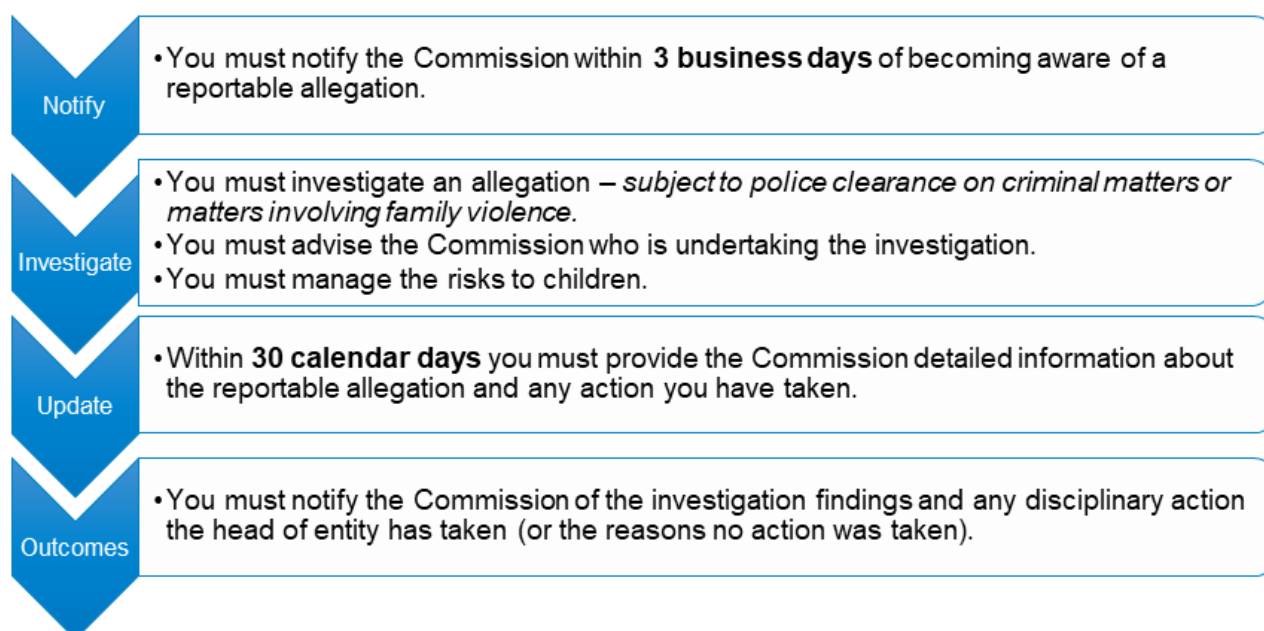 Notify
•You must notify the Commission within 3 business days of becoming aware of a
reportable allegation.
Investigate
•You must investigate an allegation – subject to police clearance on criminal matters or
matters involving family violence.
•You must advise the Commission who is undertaking the investigation.
•You must manage the risks to children.
Update
•Within 30 calendar days you must provide the Commission detailed information about
the reportable allegation and any action you have taken.
Outcomes
•You must notify the Commission of the investigation findings and any disciplinary action
the head of entity has taken (or the reasons no action was taken).